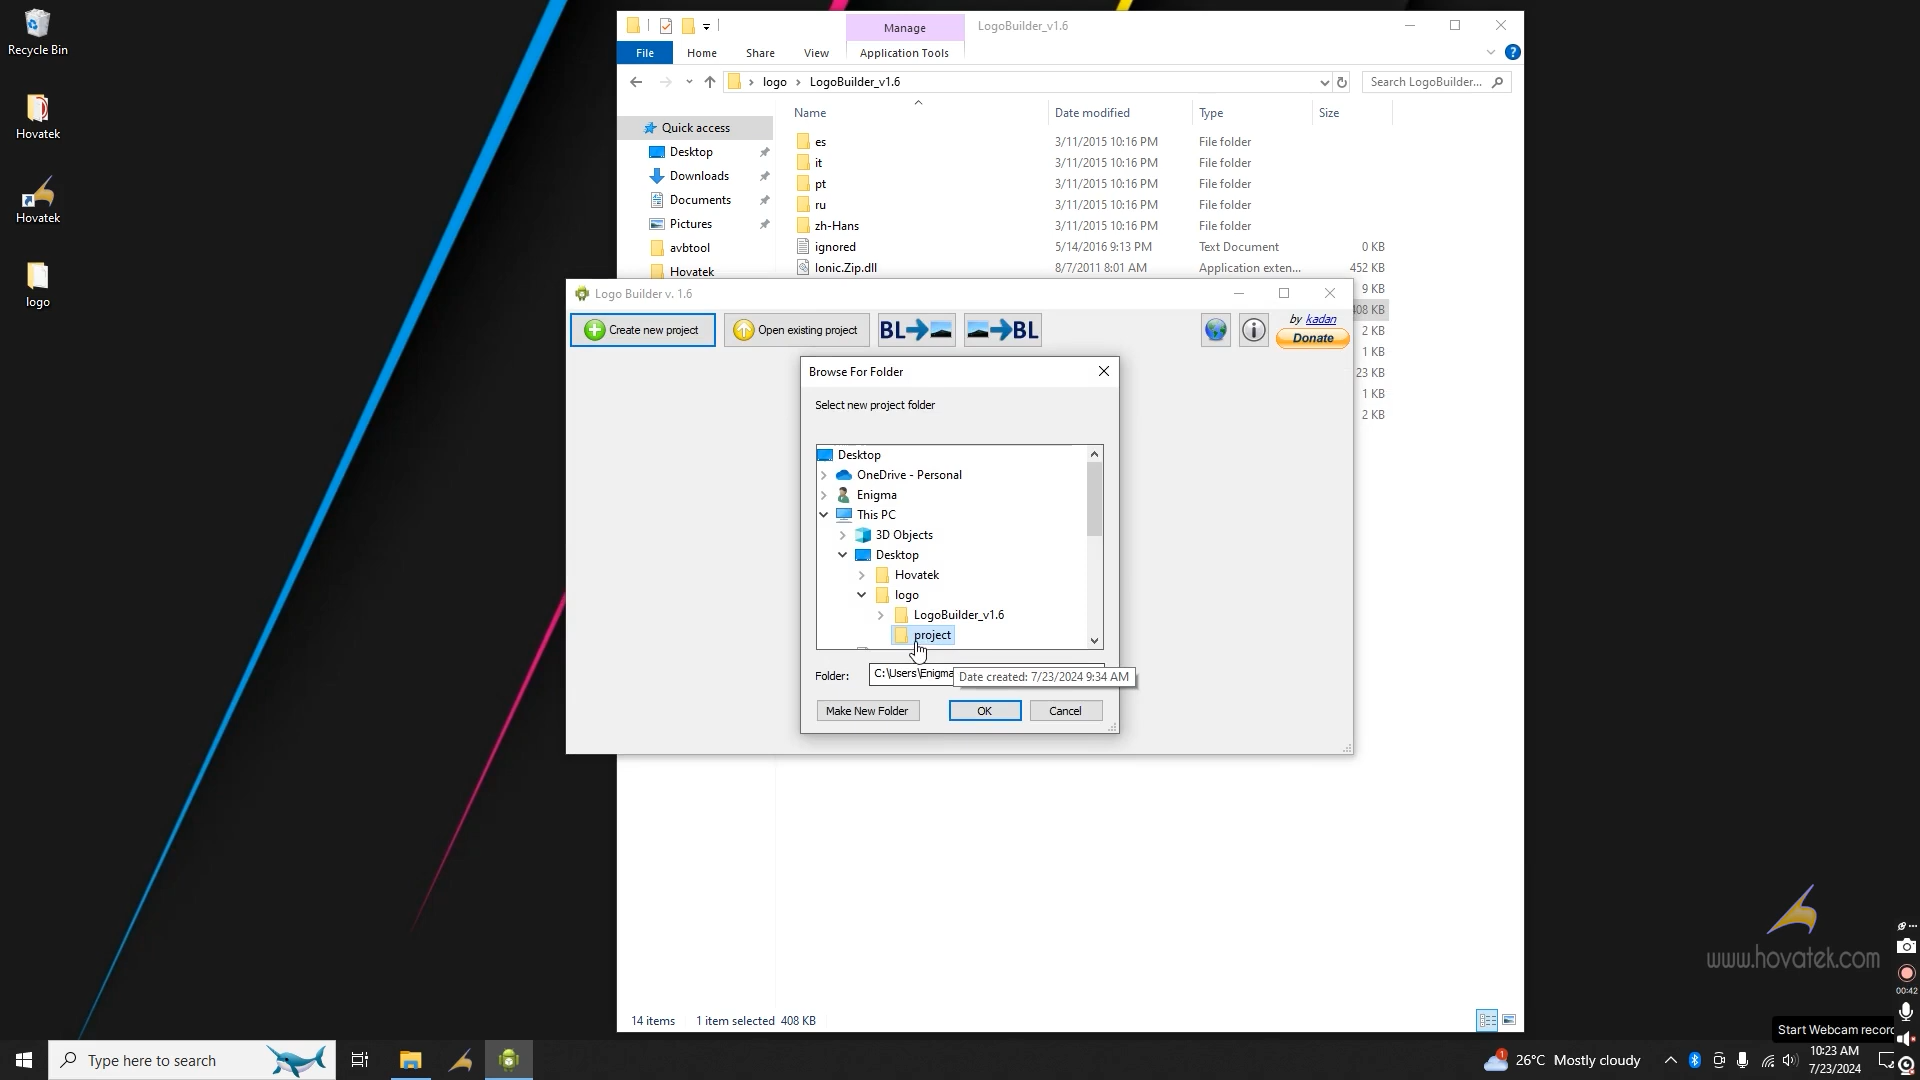 Recycle Bin
Hovatek
Hovatek
logo
Manage
LogoBuilder_v1.6
File
Home
Share
View
Application Tools
logo
LogoBuilder_v1.6
Search LogoBuilder...
Name
Date modified
Type
Size
Quick access
Desktop
Downloads
Documents
Pictures
avbtool
Hovatek
es 3/11/2015 10:16 PM File folder
it 3/11/2015 10:16 PM File folder
pt 3/11/2015 10:16 PM File folder
ru 3/11/2015 10:16 PM File folder
zh-Hans 3/11/2015 10:16 PM File folder
ignored 5/14/2016 9:13 PM Text Document 0 KB
Ionic.Zip.dll 8/7/2011 8:01 AM Application exten... 452 KB
9 KB
408 KB
2 KB
1 KB
23 KB
1 KB
2 KB
Logo Builder v. 1.6
Create new project
Open existing project
BL
BL
by kadan
Donate
Browse For Folder
Select new project folder
Desktop
OneDrive - Personal
Enigma
This PC
3D Objects
Desktop
Hovatek
logo
LogoBuilder_v1.6
project
Folder:
C:\Users\Enigma
Date created: 7/23/2024 9:34 AM
Make New Folder
OK
Cancel
14 items
1 item selected 408 KB
www.hovatek.com
00:42
Start Webcam record
Type here to search
1
26°C Mostly cloudy
10:23 AM
7/23/2024